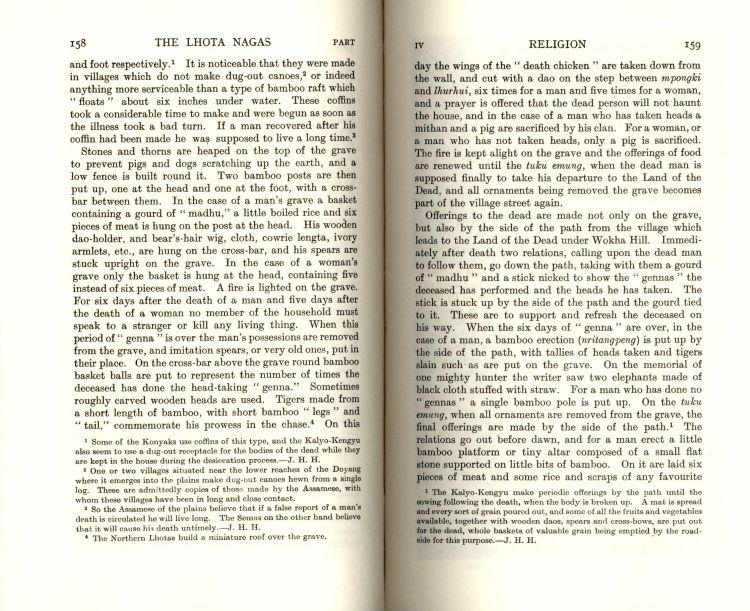 158 THE LHOTA NAGAS PART
and foot respectively.¹ It is noticeable that they were made
in villages which do not make dug-out canoes,² or indeed
anything more serviceable than a type of bamboo raft which
“ floats ” about six inches under water. These coffins
took a considerable time to make and were begun as soon as
the illness took a bad turn. If a man recovered after his
coffin had been made he was supposed to live a long time.³
Stones and thorns are heaped on the top of the grave
to prevent pigs and dogs scratching up the earth, and a
low fence is built round it. Two bamboo posts are then
put up, one at the head and one at the foot, with a cross-
bar between them. In the case of a man's grave a basket
containing a gourd of “ madhu,” a little boiled rice and six
pieces of meat is hung on the post at the head. His wooden
dao-holder, and bear's-hair wig, cloth, cowrie lengta, ivory
armlets, etc., are hung on the cross-bar, and his spears are
stuck upright on the grave. In the case of a woman's
grave only the basket is hung at the head, containing five
instead of six pieces of meat. A fire is lighted on the grave.
For six days after the death of a man and five days after
the death of a woman no member of the household must
speak to a stranger or kill any living thing. When this
period of “ genna ” is over the man's possessions are removed
from the grave, and imitation spears, or very old ones, put in
their place. On the cross-bar above the grave round bamboo
basket balls are put to represent the number of times the
deceased has done the head-taking “ genna.” Sometimes
roughly carved wooden heads are used. Tigers made from
a short length of bamboo, with short bamboo “ legs ” and
“ tail,” commemorate his prowess in the chase.⁴ On this
¹ Some of the Konyaks use coffins of this type, and the Kalyo-Kengyu
also seem to use a dug-out receptacle for the bodies of the dead while they
are kept in the house during the desiccation process.—J. H. H.
² One or two villages situated near the lower reaches of the Doyang
where it emerges into the plains make dug-out canoes hewn from a single
log. These are admittedly copies of those made by the Assamese, with
whom these villages have been in long and close contact.
³ So the Assamese of the plains believe that if a false report of a man's
death is circulated he will live long. The Semas on the other hand believe
that it will cause his death untimely.—J. H. H.
⁴ The Northern Lhotas build a miniature roof over the grave.
IV RELIGION 159
day the wings of the “ death chicken ” are taken down from
the wall, and cut with a dao on the step between mpongki
and lhurhui, six times for a man and five times for a woman,
and a prayer is offered that the dead person will not haunt
the house, and in the case of a man who has taken heads a
mithan and a pig are sacrificed by his clan. For a woman, or
a man who has not taken heads, only a pig is sacrificed.
The fire is kept alight on the grave and the offerings of food
are renewed until the tuku emung, when the dead man is
supposed finally to take his departure to the Land of the
Dead, and all ornaments being removed the grave becomes
part of the village street again.
Offerings to the dead are made not only on the grave,
but also by the side of the path from the village which
leads to the Land of the Dead under Wokha Hill. Immedi-
ately after death two relations, calling upon the dead man
to follow them, go down the path, taking with them a gourd
of “ madhu ” and a stick nicked to show the “ gennas ” the
deceased has performed and the heads he has taken. The
stick is stuck up by the side of the path and the gourd tied
to it. These are to support and refresh the deceased on
his way. When the six days of “ genna ” are over, in the
case of a man, a bamboo erection (nritangpeng) is put up by
the side of the path, with tallies of heads taken and tigers
slain such as are put on the grave. On the memorial of
one mighty hunter the writer saw two elephants made of
black cloth stuffed with straw. For a man who has done no
“ gennas ” a single bamboo pole is put up. On the tuku
emung, when all ornaments are removed from the grave, the
final offerings are made by the side of the path.¹ The
relations go out before dawn, and for a man erect a little
bamboo platform or tiny altar composed of a small flat
stone supported on little bits of bamboo. On it are laid six
pieces of meat and some rice and scraps of any favourite
¹ The Kalyo-Kengyu make periodic offerings by the path until the
sowing following the death, when the body is broken up. A mat is spread
and every sort of grain poured out, and some of all the fruits and vegetables
available, together with wooden daos, spears and cross-bows, are put out
for the dead, whole baskets of valuable grain being emptied by the road-
side for this purpose.—J. H. H.